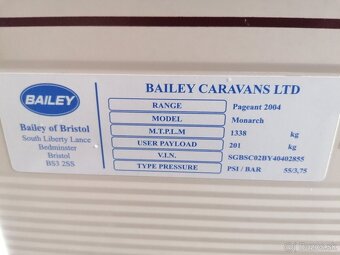 BAILEY
Bailey of Bristol
South Liberty Lance
Bedminster
Bristol
BS3 2SS
BAILEY CARAVANS LTD
RANGE Pageant 2004
MODEL Monarch
M.T.P.L.M 1338 kg
USER PAYLOAD 201 kg
V.I.N. SGBSC02BY40402855
TYPE PRESSURE PSI / BAR 55/3,75